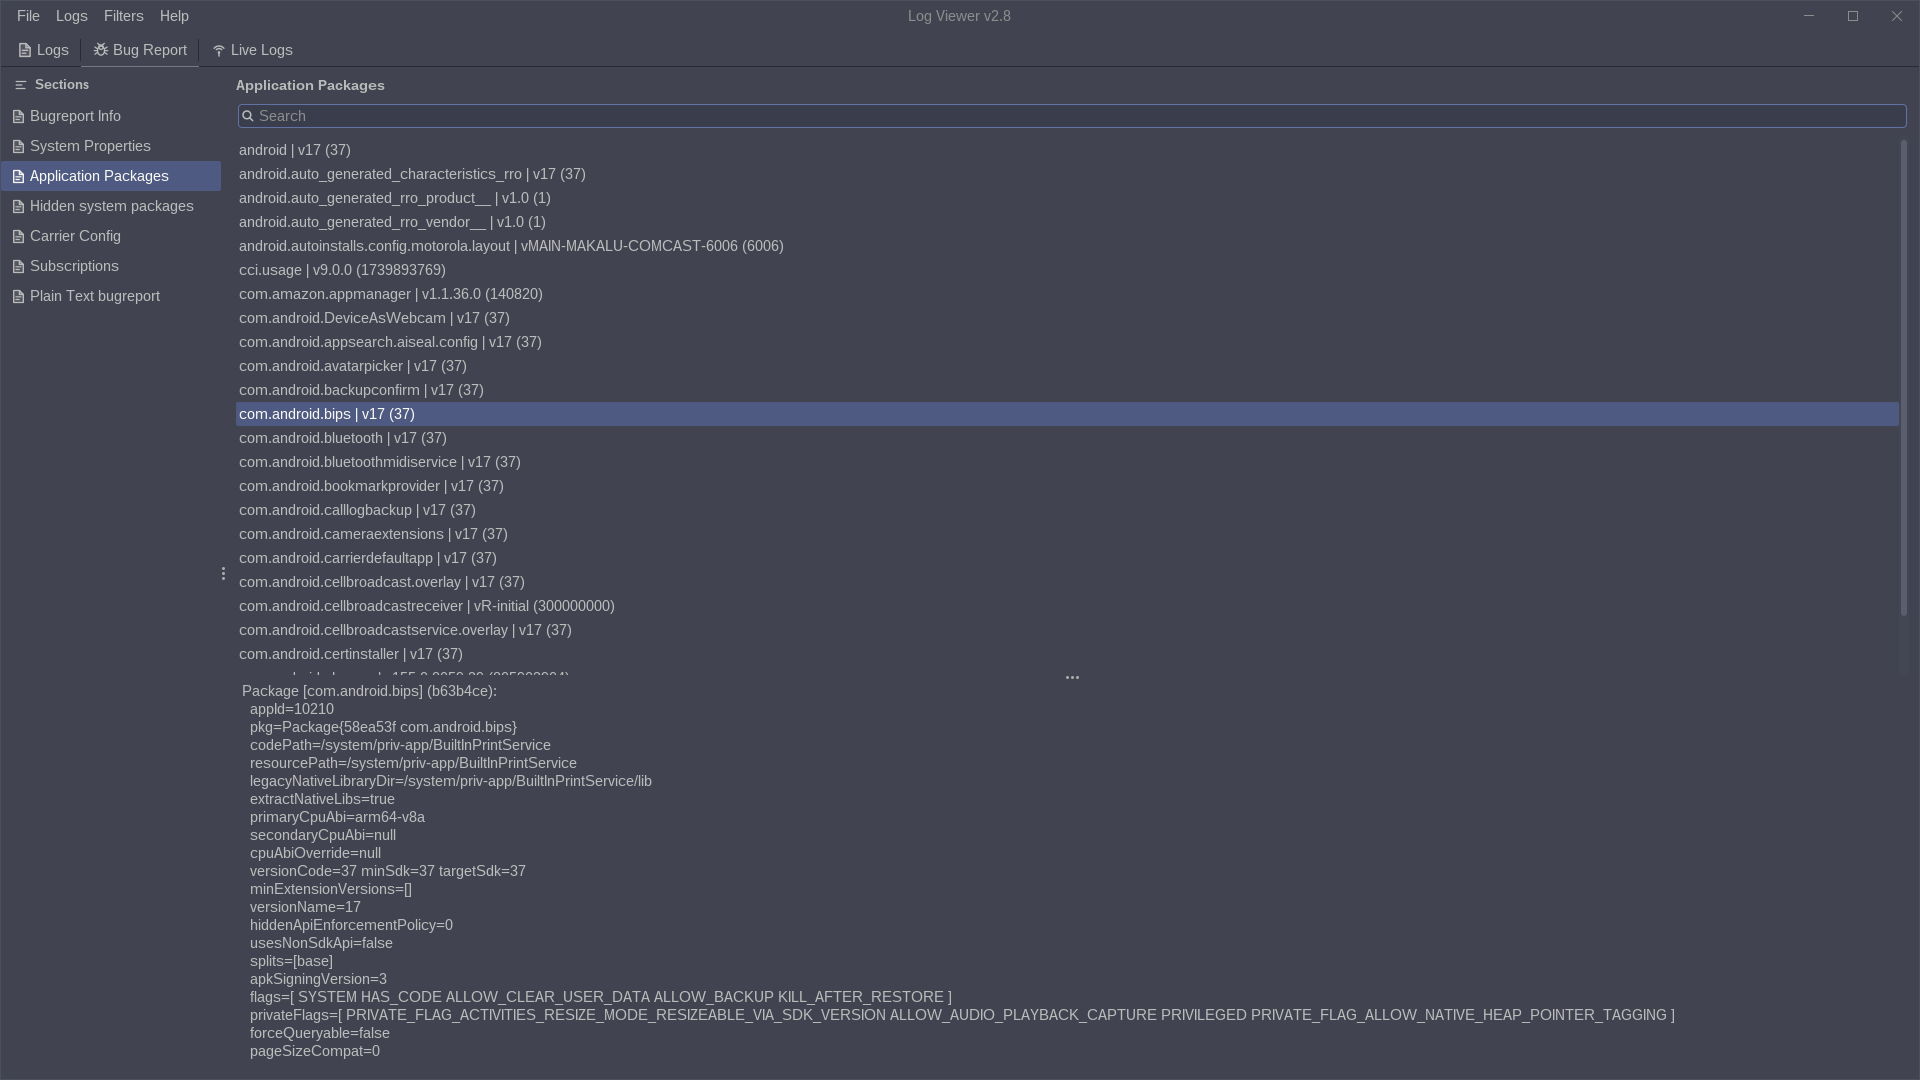 File Logs Filters Help Log Viewer v2.8
Logs Bug Report Live Logs
Sections
Bugreport Info
System Properties
Application Packages
Hidden system packages
Carrier Config
Subscriptions
Plain Text bugreport
Application Packages
Search
android | v17 (37)
android.auto_generated_characteristics_rro | v17 (37)
android.auto_generated_rro_product__ | v1.0 (1)
android.auto_generated_rro_vendor__ | v1.0 (1)
android.autoinstalls.config.motorola.layout | vMAIN-MAKALU-COMCAST-6006 (6006)
cci.usage | v9.0.0 (1739893769)
com.amazon.appmanager | v1.1.36.0 (140820)
com.android.DeviceAsWebcam | v17 (37)
com.android.appsearch.aiseal.config | v17 (37)
com.android.avatarpicker | v17 (37)
com.android.backupconfirm | v17 (37)
com.android.bips | v17 (37)
com.android.bluetooth | v17 (37)
com.android.bluetoothmidiservice | v17 (37)
com.android.bookmarkprovider | v17 (37)
com.android.calllogbackup | v17 (37)
com.android.cameraextensions | v17 (37)
com.android.carrierdefaultapp | v17 (37)
com.android.cellbroadcast.overlay | v17 (37)
com.android.cellbroadcastreceiver | vR-initial (300000000)
com.android.cellbroadcastservice.overlay | v17 (37)
com.android.certinstaller | v17 (37)
Package [com.android.bips] (b63b4ce):
appId=10210
pkg=Package{58ea53f com.android.bips}
codePath=/system/priv-app/BuiltInPrintService
resourcePath=/system/priv-app/BuiltInPrintService
legacyNativeLibraryDir=/system/priv-app/BuiltInPrintService/lib
extractNativeLibs=true
primaryCpuAbi=arm64-v8a
secondaryCpuAbi=null
cpuAbiOverride=null
versionCode=37 minSdk=37 targetSdk=37
minExtensionVersions=[]
versionName=17
hiddenApiEnforcementPolicy=0
usesNonSdkApi=false
splits=[base]
apkSigningVersion=3
flags=[ SYSTEM HAS_CODE ALLOW_CLEAR_USER_DATA ALLOW_BACKUP KILL_AFTER_RESTORE ]
privateFlags=[ PRIVATE_FLAG_ACTIVITIES_RESIZE_MODE_RESIZEABLE_VIA_SDK_VERSION ALLOW_AUDIO_PLAYBACK_CAPTURE PRIVILEGED PRIVATE_FLAG_ALLOW_NATIVE_HEAP_POINTER_TAGGING ]
forceQueryable=false
pageSizeCompat=0